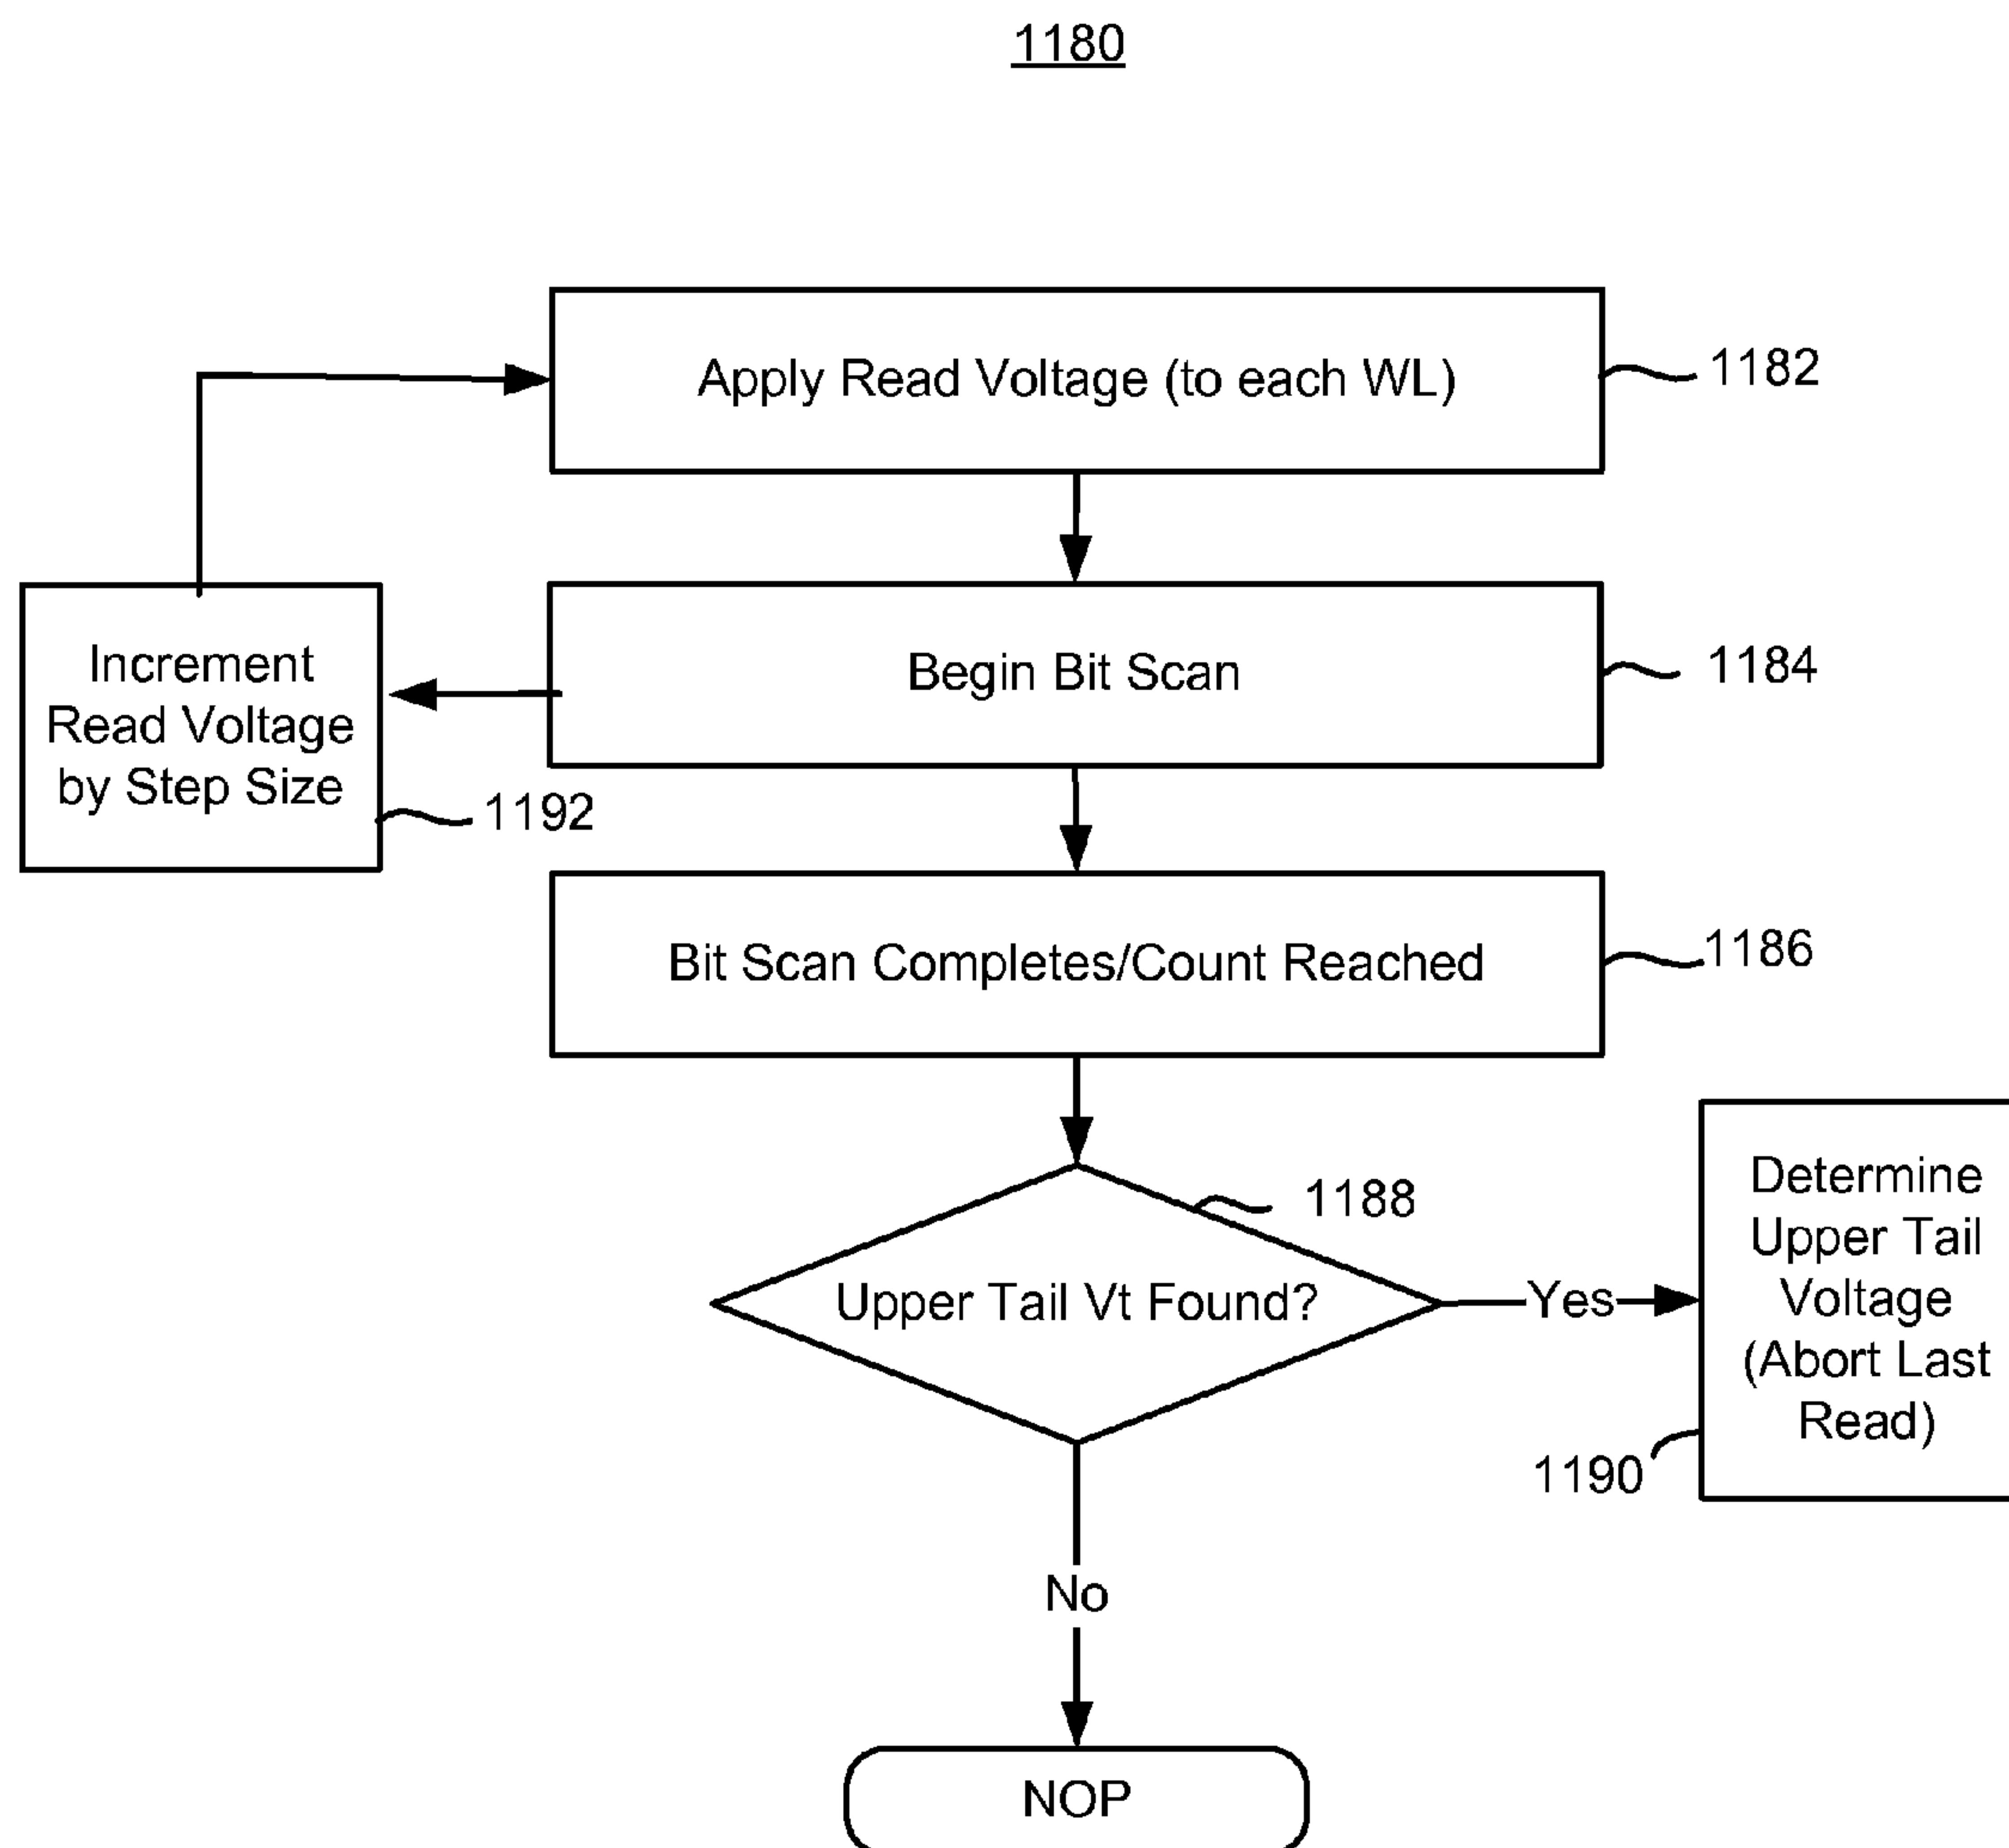 1180
Apply Read Voltage (to each WL)
1182
Increment
Read Voltage
by Step Size
1192
Begin Bit Scan
1184
Bit Scan Completes/Count Reached
1186
Upper Tail Vt Found?
1188
Yes
Determine
Upper Tail
Voltage
(Abort Last
Read)
1190
No
NOP